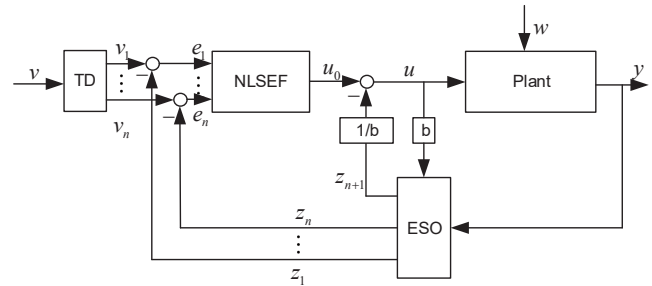 w
v
TD
v₁
−
e₁
NLSEF
u₀
−
u
Plant
y
vₙ
−
eₙ
1/b
b
zₙ₊₁
ESO
zₙ
z₁